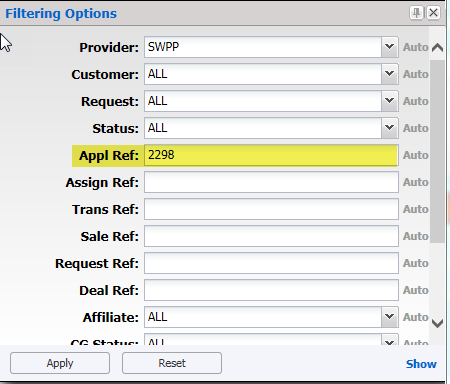 Filtering Options
Provider: SWPP Auto
Customer: ALL Auto
Request: ALL Auto
Status: ALL Auto
Appl Ref: 2298 Auto
Assign Ref: Auto
Trans Ref: Auto
Sale Ref: Auto
Request Ref: Auto
Deal Ref: Auto
Affiliate: ALL Auto
CG Status: ALL Auto
Apply Reset Show